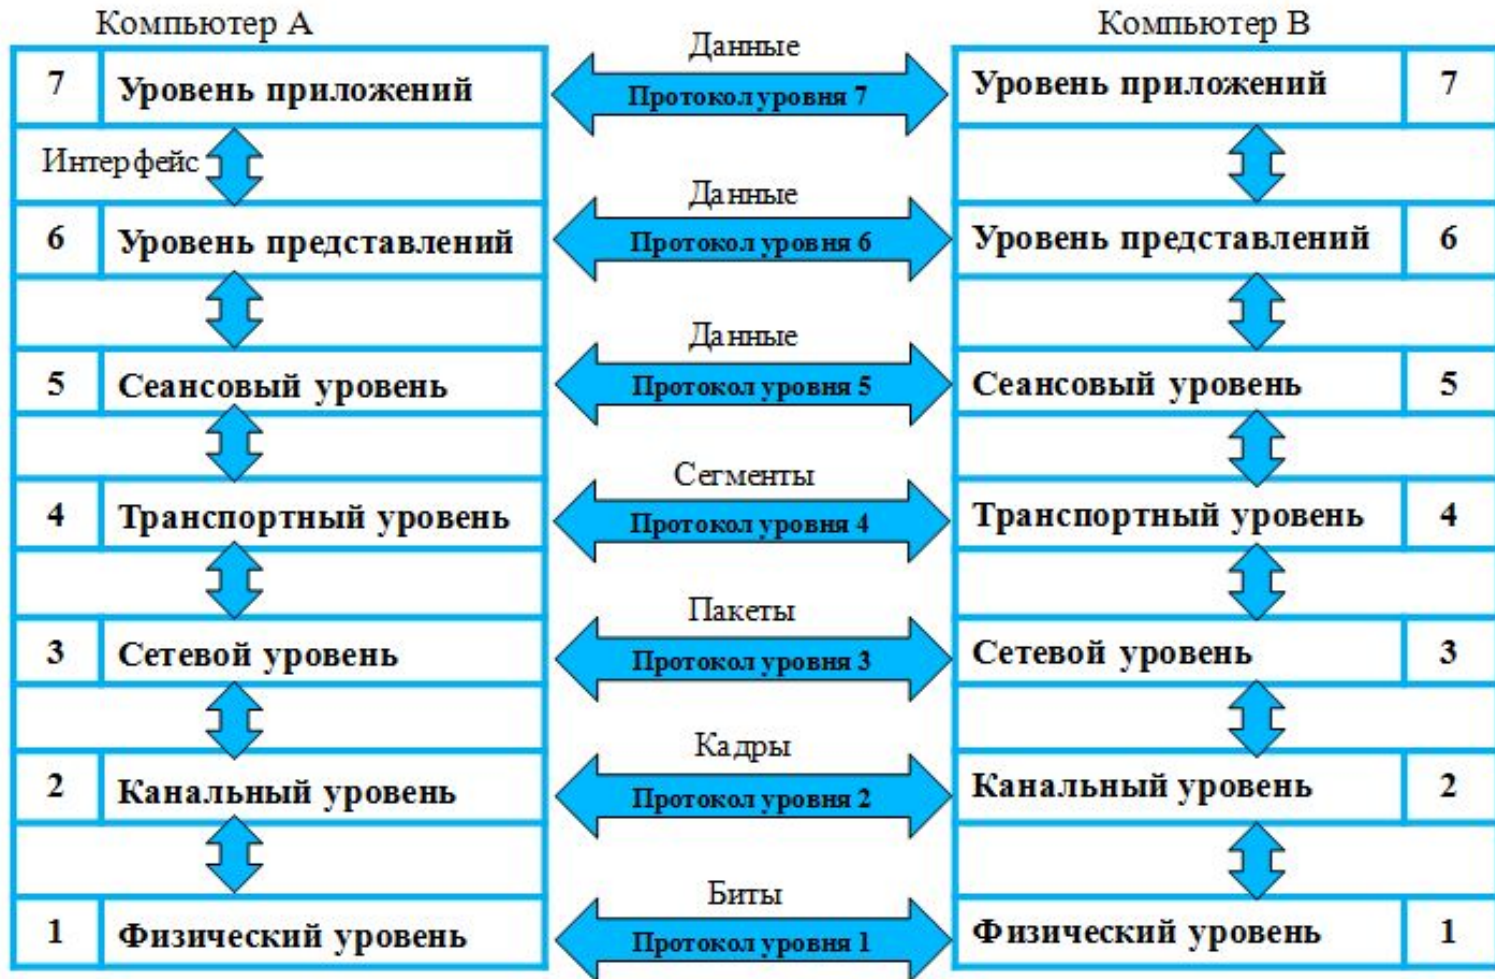 Компьютер А
Компьютер В
Данные
7 Уровень приложений
Протокол уровня 7
Уровень приложений 7
Интерфейс
Данные
6 Уровень представлений
Протокол уровня 6
Уровень представлений 6
Данные
5 Сеансовый уровень
Протокол уровня 5
Сеансовый уровень 5
Сегменты
4 Транспортный уровень
Протокол уровня 4
Транспортный уровень 4
Пакеты
3 Сетевой уровень
Протокол уровня 3
Сетевой уровень 3
Кадры
2 Канальный уровень
Протокол уровня 2
Канальный уровень 2
Биты
1 Физический уровень
Протокол уровня 1
Физический уровень 1